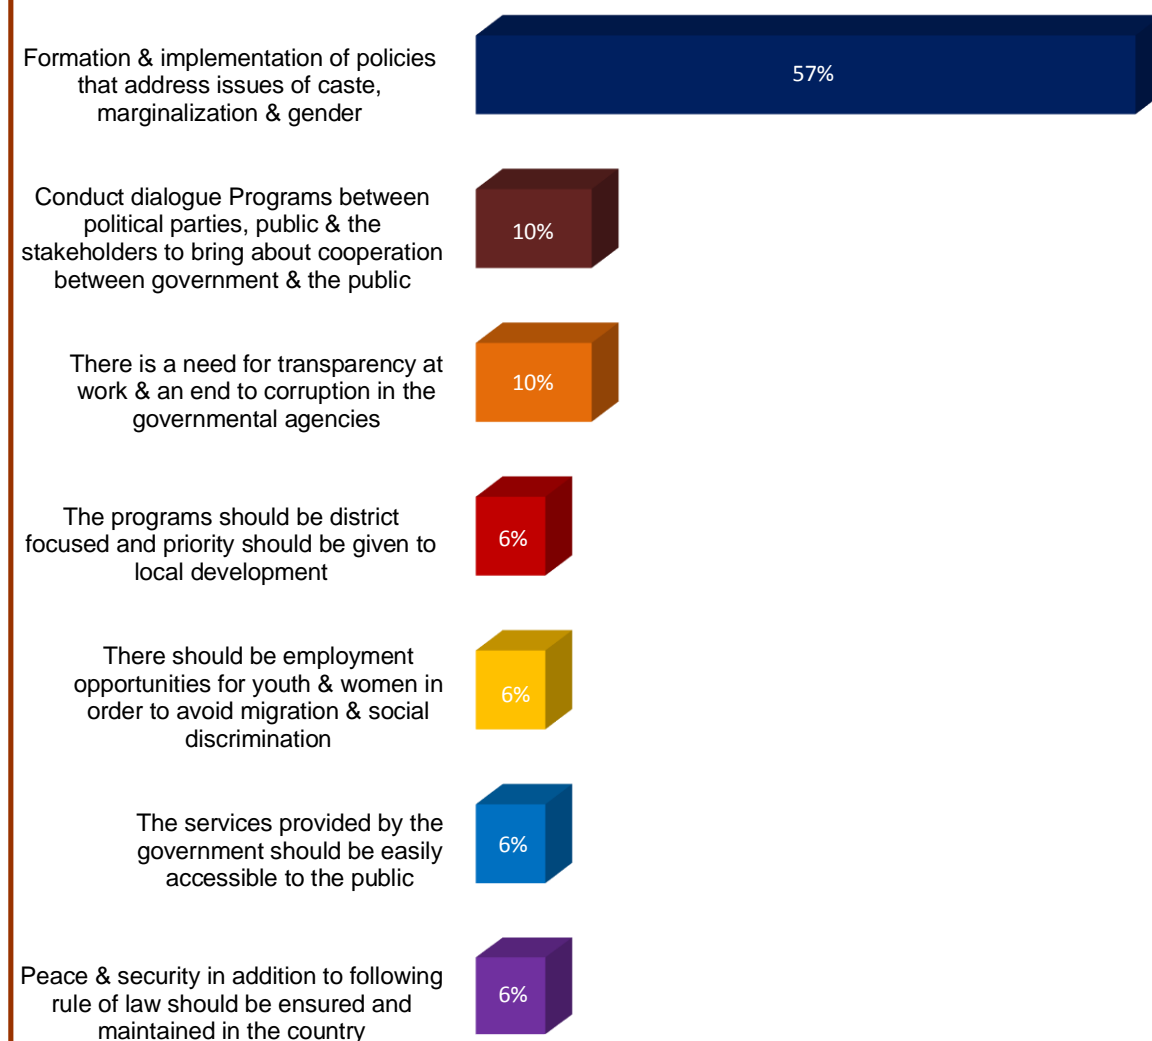 Formation & implementation of policies
that address issues of caste,
marginalization & gender
57%
Conduct dialogue Programs between
political parties, public & the
stakeholders to bring about cooperation
between government & the public
10%
There is a need for transparency at
work & an end to corruption in the
governmental agencies
10%
The programs should be district
focused and priority should be given to
local development
6%
There should be employment
opportunities for youth & women in
order to avoid migration & social
discrimination
6%
The services provided by the
government should be easily
accessible to the public
6%
Peace & security in addition to following
rule of law should be ensured and
maintained in the country
6%